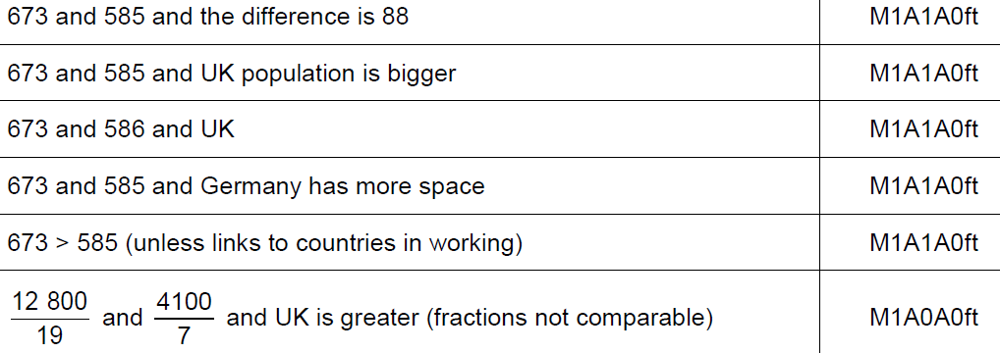 673 and 585 and the difference is 88 M1A1A0ft
673 and 585 and UK population is bigger M1A1A0ft
673 and 586 and UK M1A1A0ft
673 and 585 and Germany has more space M1A1A0ft
673 > 585 (unless links to countries in working) M1A1A0ft
12 800/19 and 4100/7 and UK is greater (fractions not comparable) M1A0A0ft